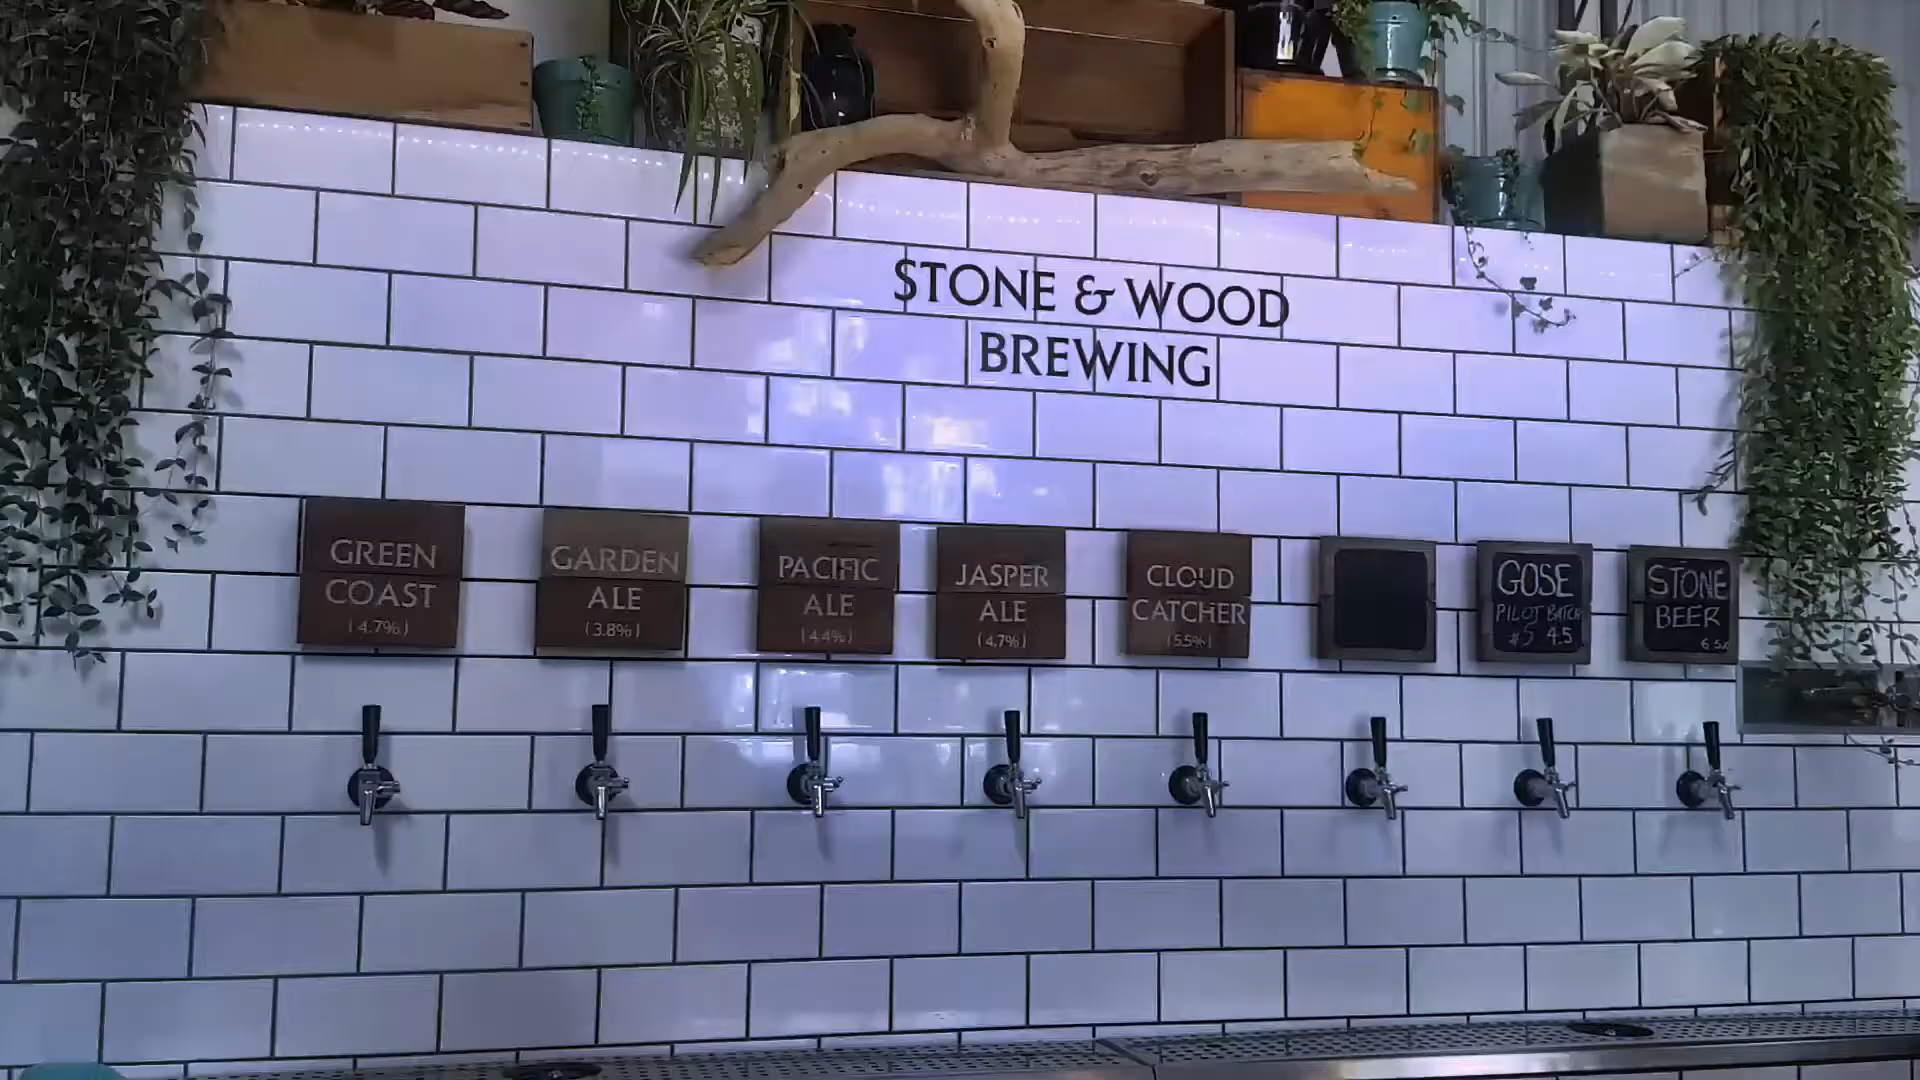 STONE & WOOD
BREWING
GREEN
COAST
(4.7%)
GARDEN
ALE
(3.8%)
PACIFIC
ALE
(4.4%)
JASPER
ALE
(4.7%)
CLOUD
CATCHER
(5.5%)
GOSE
PILOT BATCH
#5 4.5
STONE
BEER